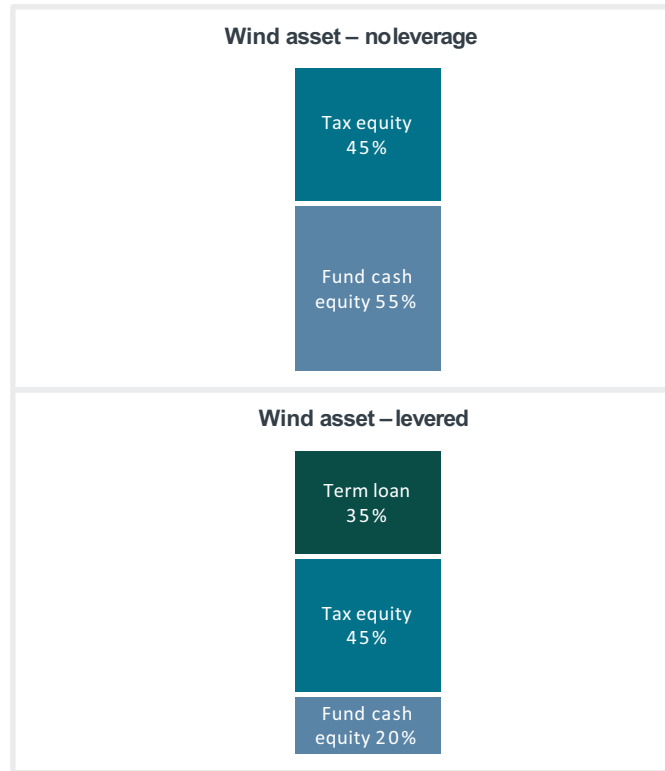 Wind asset – noleverage
Tax equity
45%
Fund cash
equity 55%
Wind asset –levered
Term loan
35%
Tax equity
45%
Fund cash
equity 20%